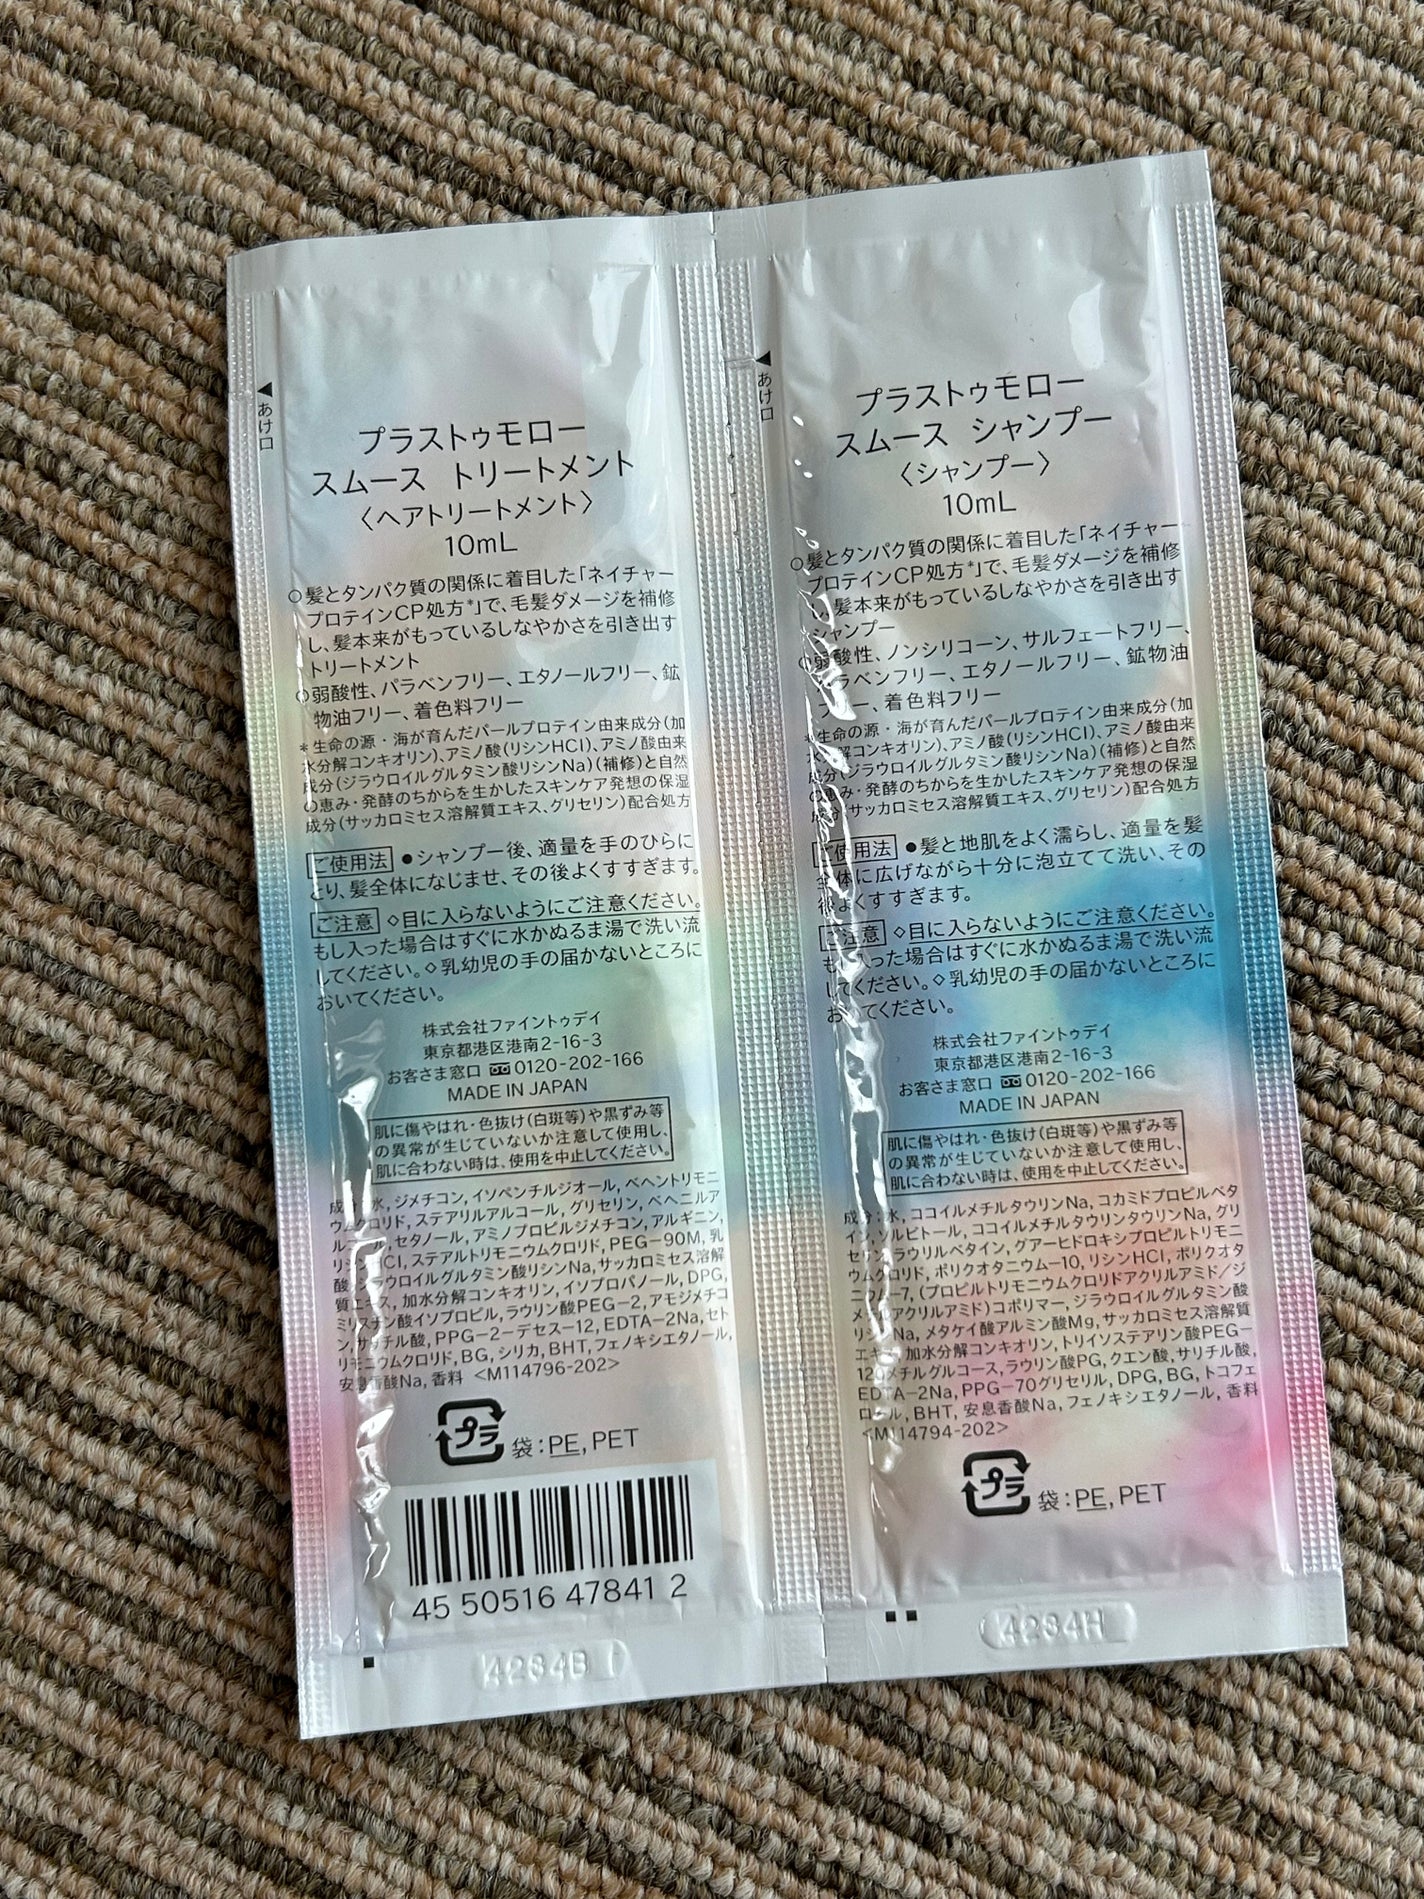 ◀あけ口
プラストゥモロー
スムース トリートメント
〈ヘアトリートメント〉
10mL
○髪とタンパク質の関係に着目した「ネイチャー
プロテインCP処方*」で、毛髪ダメージを補修
し、髪本来がもっているしなやかさを引き出す
トリートメント
○弱酸性、パラベンフリー、エタノールフリー、鉱
物油フリー、着色料フリー
*生命の源・海が育んだパールプロテイン由来成分(加
水分解コンキオリン)、アミノ酸(リシンHCl)、アミノ酸由来
成分(ジラウロイルグルタミン酸リシンNa)(補修)と自然
の恵み・発酵のちからを生かしたスキンケア発想の保湿
成分(サッカロミセス溶解質エキス、グリセリン)配合処方
ご使用法 ●シャンプー後、適量を手のひらに
とり、髪全体になじませ、その後よくすすぎます。
ご注意 ◇目に入らないようにご注意ください。
もし入った場合はすぐに水かぬるま湯で洗い流
してください。◇乳幼児の手の届かないところに
おいてください。
株式会社ファイントゥデイ
東京都港区港南2-16-3
お客さま窓口 0120-202-166
MADE IN JAPAN
肌に傷やはれ・色抜け(白斑等)や黒ずみ等
の異常が生じていないか注意して使用し、
肌に合わない時は、使用を中止してください。
成分:水, ジメチコン, イソペンチルジオール, ベヘントリモニ
ウムクロリド, ステアリルアルコール, グリセリン, ベヘニルア
ルコール, セタノール, アミノプロピルジメチコン, アルギニン,
リシンHCl, ステアルトリモニウムクロリド, PEG-90M, 乳
酸, ジラウロイルグルタミン酸リシンNa, サッカロミセス溶解
質エキス, 加水分解コンキオリン, イソプロパノール, DPG,
ミリスチン酸イソプロピル, ラウリン酸PEG-2, アモジメチコ
ン, サリチル酸, PPG-2-デセス-12, EDTA-2Na, セト
リモニウムクロリド, BG, シリカ, BHT, フェノキシエタノール,
安息香酸Na, 香料 <M114796-202>
プラ 袋:PE, PET
45 50516 47841 2
4284B
◀あけ口
プラストゥモロー
スムース シャンプー
〈シャンプー〉
10mL
○髪とタンパク質の関係に着目した「ネイチャー
プロテインCP処方*」で、毛髪ダメージを補修
し、髪本来がもっているしなやかさを引き出す
シャンプー
○弱酸性、ノンシリコーン、サルフェートフリー、
パラベンフリー、エタノールフリー、鉱物油
フリー、着色料フリー
*生命の源・海が育んだパールプロテイン由来成分(加
水分解コンキオリン)、アミノ酸(リシンHCl)、アミノ酸由来
成分(ジラウロイルグルタミン酸リシンNa)(補修)と自然
の恵み・発酵のちからを生かしたスキンケア発想の保湿
成分(サッカロミセス溶解質エキス、グリセリン)配合処方
ご使用法 ●髪と地肌をよく濡らし、適量を髪
全体に広げながら十分に泡立てて洗い、その
後よくすすぎます。
ご注意 ◇目に入らないようにご注意ください。
もし入った場合はすぐに水かぬるま湯で洗い流
してください。◇乳幼児の手の届かないところに
おいてください。
株式会社ファイントゥデイ
東京都港区港南2-16-3
お客さま窓口 0120-202-166
MADE IN JAPAN
肌に傷やはれ・色抜け(白斑等)や黒ずみ等
の異常が生じていないか注意して使用し、
肌に合わない時は、使用を中止してください。
成分:水, ココイルメチルタウリンNa, コカミドプロピルベタ
イン, ソルビトール, ココイルメチルタウリンタウリンNa, グリ
セリン, ラウリルベタイン, グアーヒドロキシプロピルトリモニ
ウムクロリド, ポリクオタニウム-10, リシンHCl, ポリクオタ
ニウム-7, (プロピルトリモニウムクロリドアクリルアミド/ジ
メチルアクリルアミド)コポリマー, ジラウロイルグルタミン酸
リシンNa, メタケイ酸アルミン酸Mg, サッカロミセス溶解質
エキス, 加水分解コンキオリン, トリイソステアリン酸PEG-
120メチルグルコース, ラウリン酸PG, クエン酸, サリチル酸,
EDTA-2Na, PPG-70グリセリル, DPG, BG, トコフェ
ロール, BHT, 安息香酸Na, フェノキシエタノール, 香料
<M114794-202>
プラ 袋:PE, PET
4284H